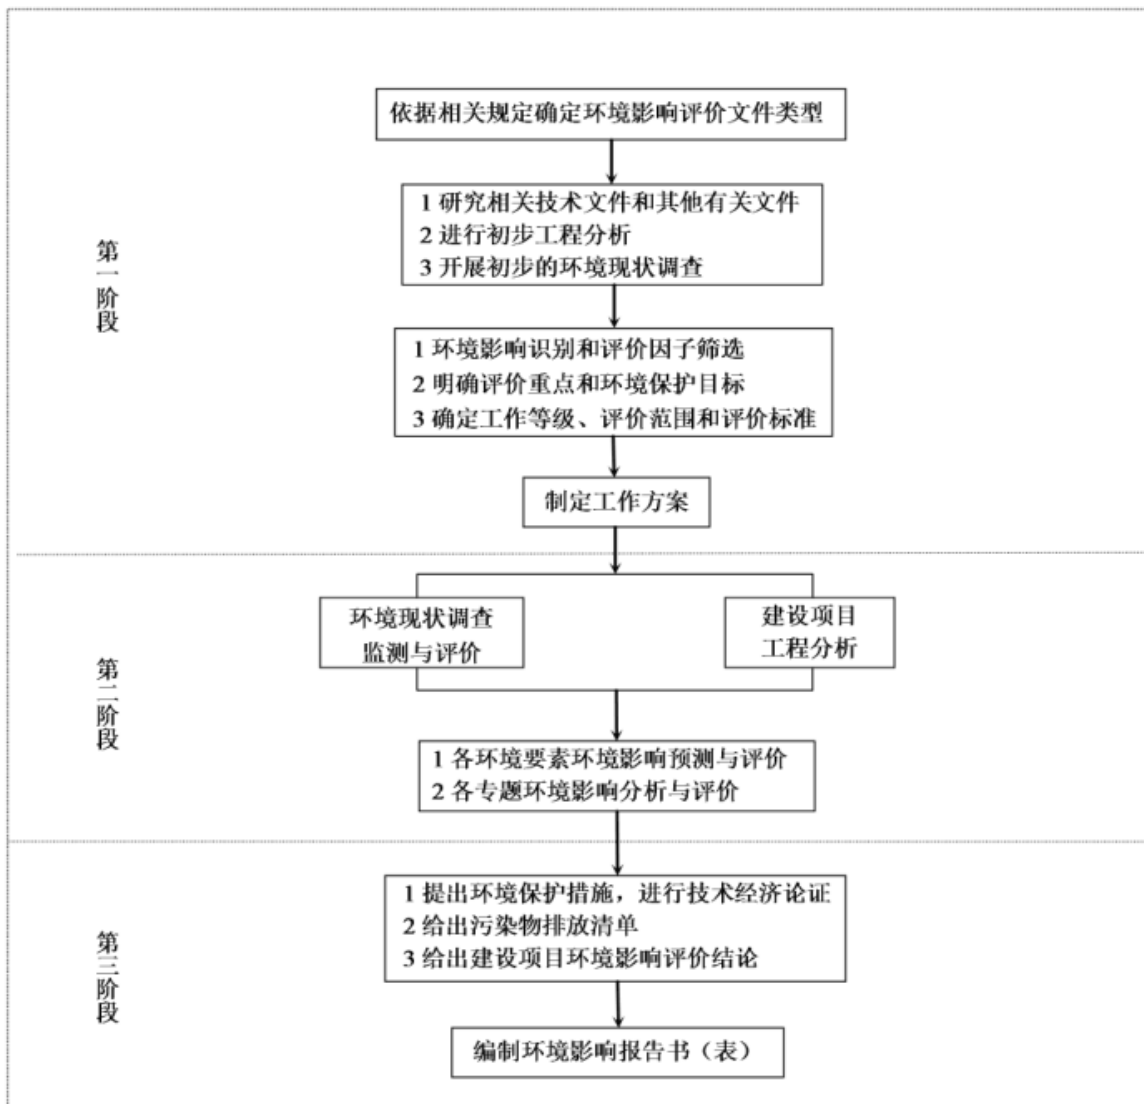 依据相关规定确定环境影响评价文件类型
1 研究相关技术文件和其他有关文件
2 进行初步工程分析
3 开展初步的环境现状调查
第一阶段
1 环境影响识别和评价因子筛选
2 明确评价重点和环境保护目标
3 确定工作等级、评价范围和评价标准
制定工作方案
环境现状调查
监测与评价
建设项目
工程分析
第二阶段
1 各环境要素环境影响预测与评价
2 各专题环境影响分析与评价
1 提出环境保护措施，进行技术经济论证
2 给出污染物排放清单
3 给出建设项目环境影响评价结论
第三阶段
编制环境影响报告书（表）